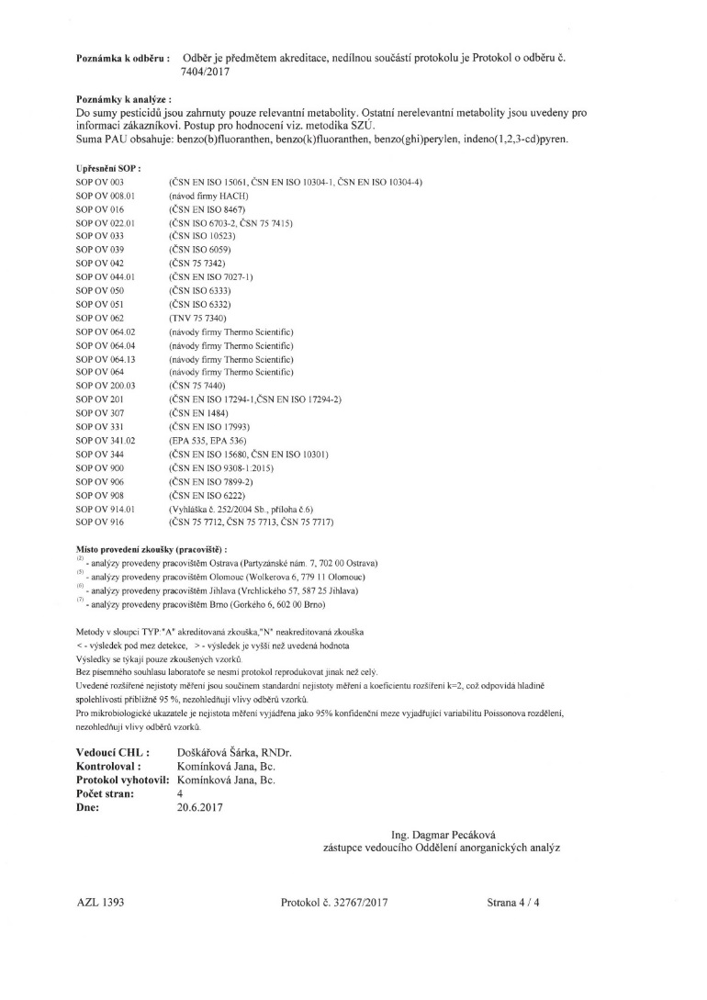 Poznámka k odběru : Odběr je předmětem akreditace, nedílnou součástí protokolu je Protokol o odběru č.
7404/2017
Poznámky k analýze :
Do sumy pesticidů jsou zahrnuty pouze relevantní metabolity. Ostatní nerelevantní metabolity jsou uvedeny pro
informaci zákazníkovi. Postup pro hodnocení viz. metodika SZÚ.
Suma PAU obsahuje: benzo(b)fluoranthen, benzo(k)fluoranthen, benzo(ghi)perylen, indeno(1,2,3-cd)pyren.
Upřesnění SOP :
SOP OV 003 (ČSN EN ISO 15061, ČSN EN ISO 10304-1, ČSN EN ISO 10304-4)
SOP OV 008.01 (návod firmy HACH)
SOP OV 016 (ČSN EN ISO 8467)
SOP OV 022.01 (ČSN ISO 6703-2, ČSN 75 7415)
SOP OV 033 (ČSN ISO 10523)
SOP OV 039 (ČSN ISO 6059)
SOP OV 042 (ČSN 75 7342)
SOP OV 044.01 (ČSN EN ISO 7027-1)
SOP OV 050 (ČSN ISO 6333)
SOP OV 051 (ČSN ISO 6332)
SOP OV 062 (TNV 75 7340)
SOP OV 064.02 (návody firmy Thermo Scientific)
SOP OV 064.04 (návody firmy Thermo Scientific)
SOP OV 064.13 (návody firmy Thermo Scientific)
SOP OV 064 (návody firmy Thermo Scientific)
SOP OV 200.03 (ČSN 75 7440)
SOP OV 201 (ČSN EN ISO 17294-1,ČSN EN ISO 17294-2)
SOP OV 307 (ČSN EN 1484)
SOP OV 331 (ČSN EN ISO 17993)
SOP OV 341.02 (EPA 535, EPA 536)
SOP OV 344 (ČSN EN ISO 15680, ČSN EN ISO 10301)
SOP OV 900 (ČSN EN ISO 9308-1:2015)
SOP OV 906 (ČSN EN ISO 7899-2)
SOP OV 908 (ČSN EN ISO 6222)
SOP OV 914.01 (Vyhláška č. 252/2004 Sb., příloha č.6)
SOP OV 916 (ČSN 75 7712, ČSN 75 7713, ČSN 75 7717)
Místo provedení zkoušky (pracoviště) :
(2) - analýzy provedeny pracovištěm Ostrava (Partyzánské nám. 7, 702 00 Ostrava)
(5) - analýzy provedeny pracovištěm Olomouc (Wolkerova 6, 779 11 Olomouc)
(6) - analýzy provedeny pracovištěm Jihlava (Vrchlického 57, 587 25 Jihlava)
(7) - analýzy provedeny pracovištěm Brno (Gorkého 6, 602 00 Brno)
Metody v sloupci TYP:"A" akreditovaná zkouška,"N" neakreditovaná zkouška
< - výsledek pod mez detekce, > - výsledek je vyšší než uvedená hodnota
Výsledky se týkají pouze zkoušených vzorků.
Bez písemného souhlasu laboratoře se nesmí protokol reprodukovat jinak než celý.
Uvedené rozšířené nejistoty měření jsou součinem standardní nejistoty měření a koeficientu rozšíření k=2, což odpovídá hladině
spolehlivosti přibližně 95 %, nezohledňují vlivy odběrů vzorků.
Pro mikrobiologické ukazatele je nejistota měření vyjádřena jako 95% konfidenční meze vyjadřující variabilitu Poissonova rozdělení,
nezohledňují vlivy odběrů vzorků.
Vedoucí CHL : Doškářová Šárka, RNDr.
Kontroloval : Komínková Jana, Bc.
Protokol vyhotovil: Komínková Jana, Bc.
Počet stran: 4
Dne: 20.6.2017
Ing. Dagmar Pecáková
zástupce vedoucího Oddělení anorganických analýz
AZL 1393 Protokol č. 32767/2017 Strana 4 / 4